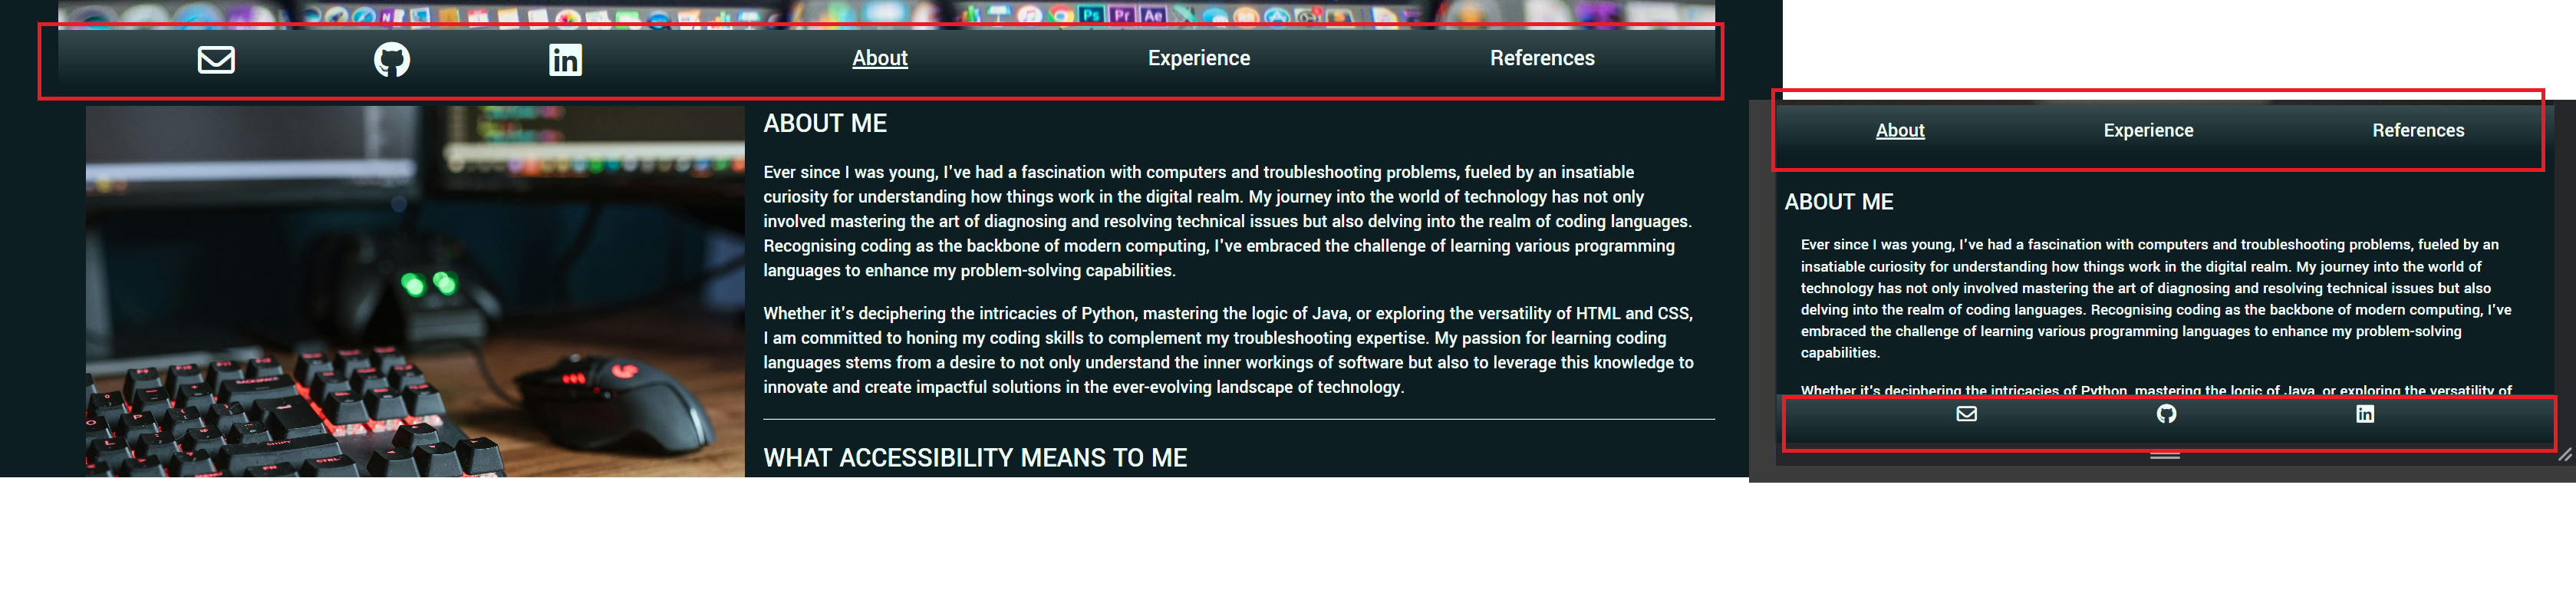 Ps Pr Ae
in About Experience References
ABOUT ME
Ever since I was young, I've had a fascination with computers and troubleshooting problems, fueled by an insatiable
curiosity for understanding how things work in the digital realm. My journey into the world of technology has not only
involved mastering the art of diagnosing and resolving technical issues but also delving into the realm of coding languages.
Recognising coding as the backbone of modern computing, I've embraced the challenge of learning various programming
languages to enhance my problem-solving capabilities.
Whether it's deciphering the intricacies of Python, mastering the logic of Java, or exploring the versatility of HTML and CSS,
I am committed to honing my coding skills to complement my troubleshooting expertise. My passion for learning coding
languages stems from a desire to not only understand the inner workings of software but also to leverage this knowledge to
innovate and create impactful solutions in the ever-evolving landscape of technology.
WHAT ACCESSIBILITY MEANS TO ME
About Experience References
ABOUT ME
Ever since I was young, I've had a fascination with computers and troubleshooting problems, fueled by an
insatiable curiosity for understanding how things work in the digital realm. My journey into the world of
technology has not only involved mastering the art of diagnosing and resolving technical issues but also
delving into the realm of coding languages. Recognising coding as the backbone of modern computing, I've
embraced the challenge of learning various programming languages to enhance my problem-solving
capabilities.
Whether it's deciphering the intricacies of Python, mastering the logic of Java, or exploring the versatility of
in